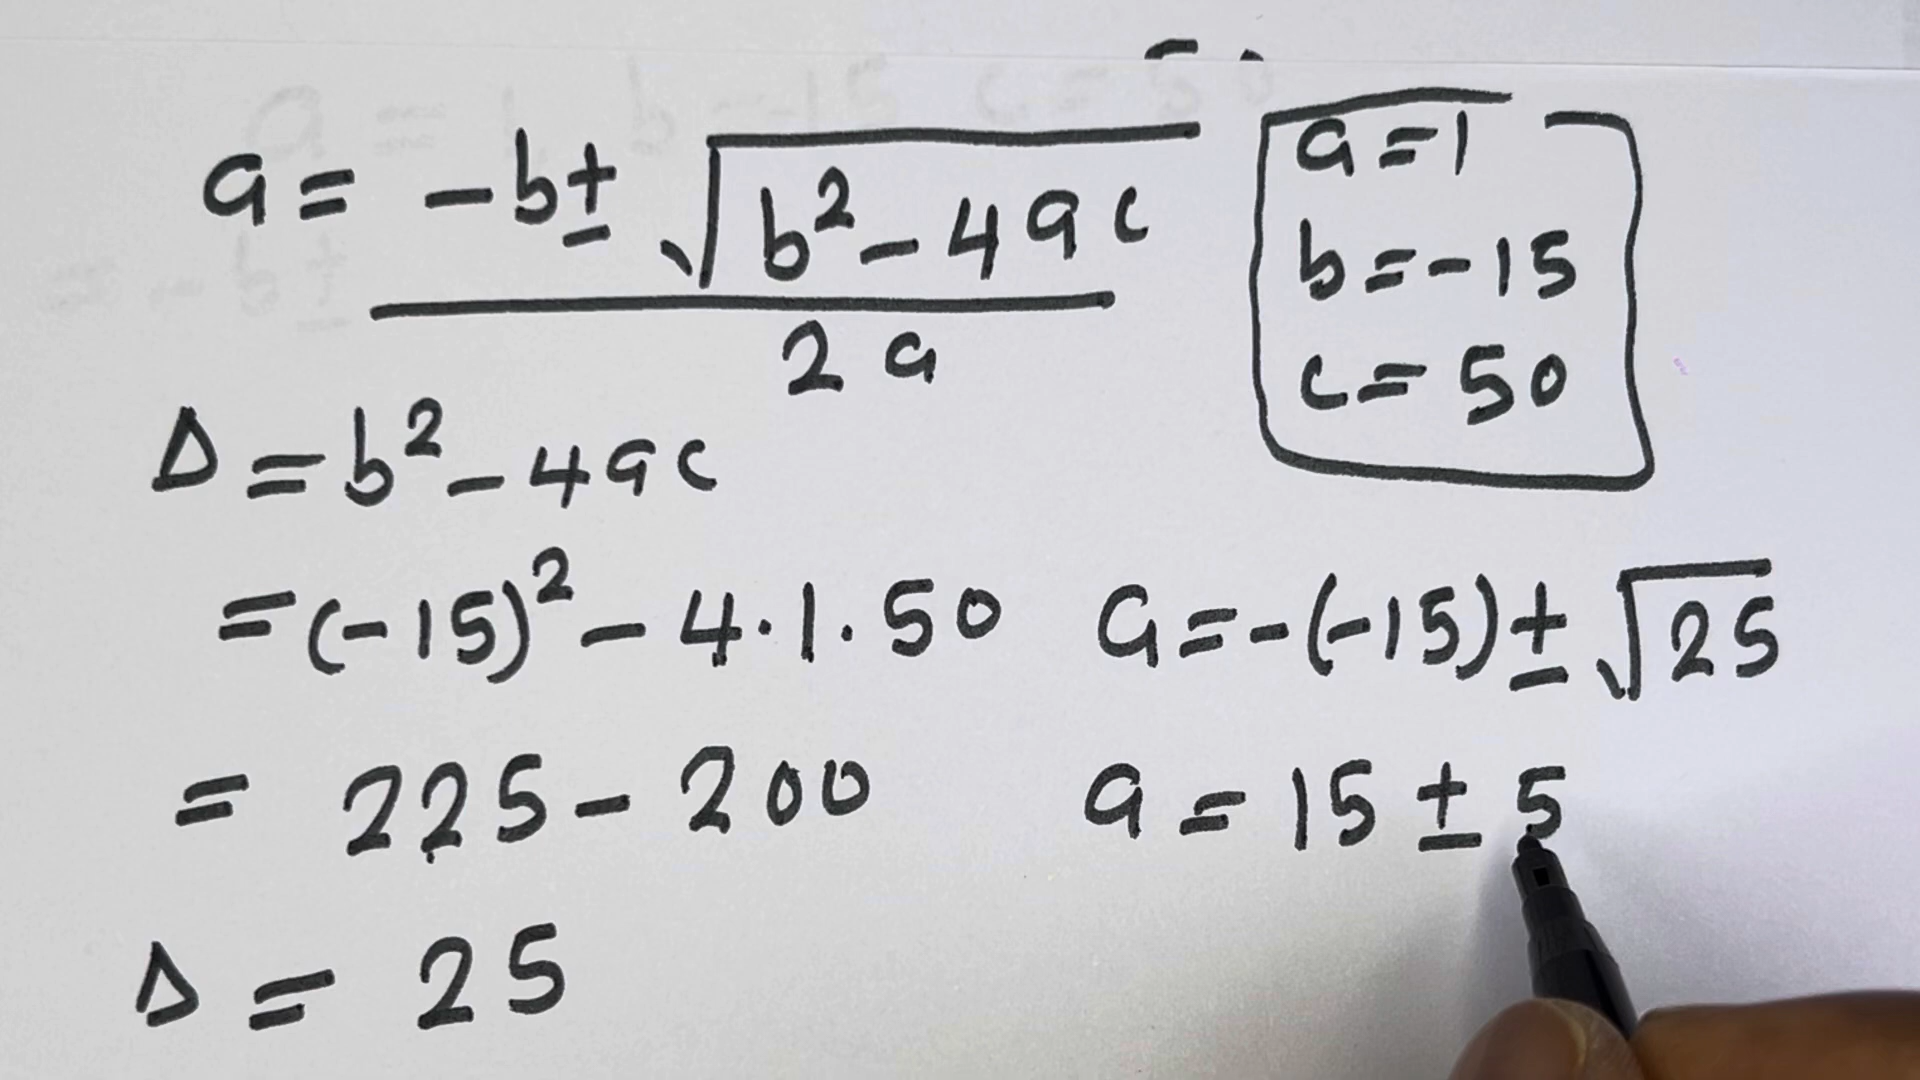 a = -b ± √b² - 4ac
2a
a = 1
b = -15
c = 50
Δ = b² - 4ac
= (-15)² - 4·1·50
= 225 - 200
Δ = 25
a = -(-15) ± √25
a = 15 ± 5